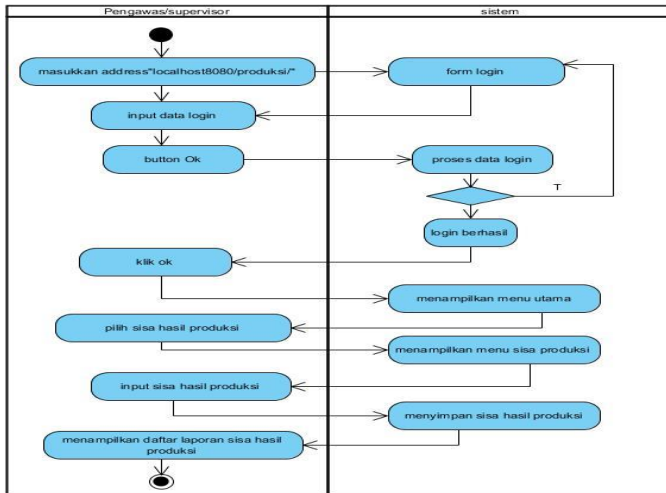 Pengawas/supervisor
sistem
masukkan address"localhost8080/produksi/"
form login
input data login
button Ok
proses data login
T
login berhasil
klik ok
menampilkan menu utama
pilih sisa hasil produksi
menampilkan menu sisa produksi
input sisa hasil produksi
menyimpan sisa hasil produksi
menampilkan daftar laporan sisa hasil
produksi